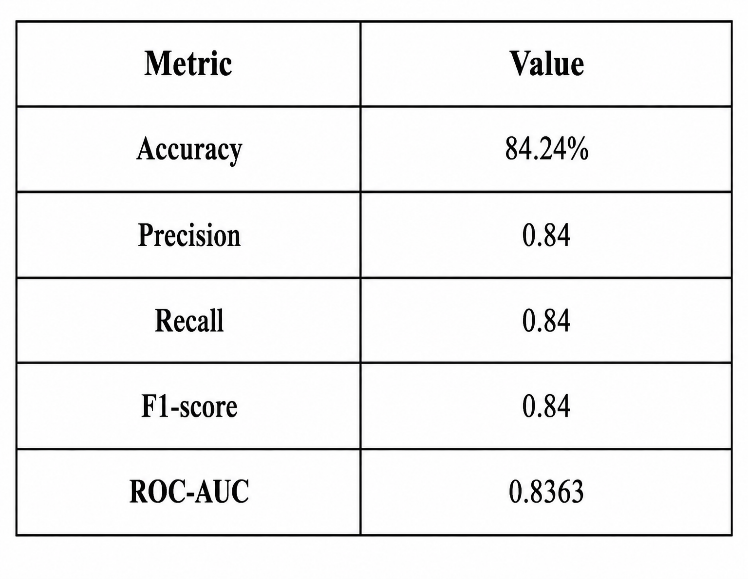 Metric Value
Accuracy 84.24%
Precision 0.84
Recall 0.84
F1-score 0.84
ROC-AUC 0.8363